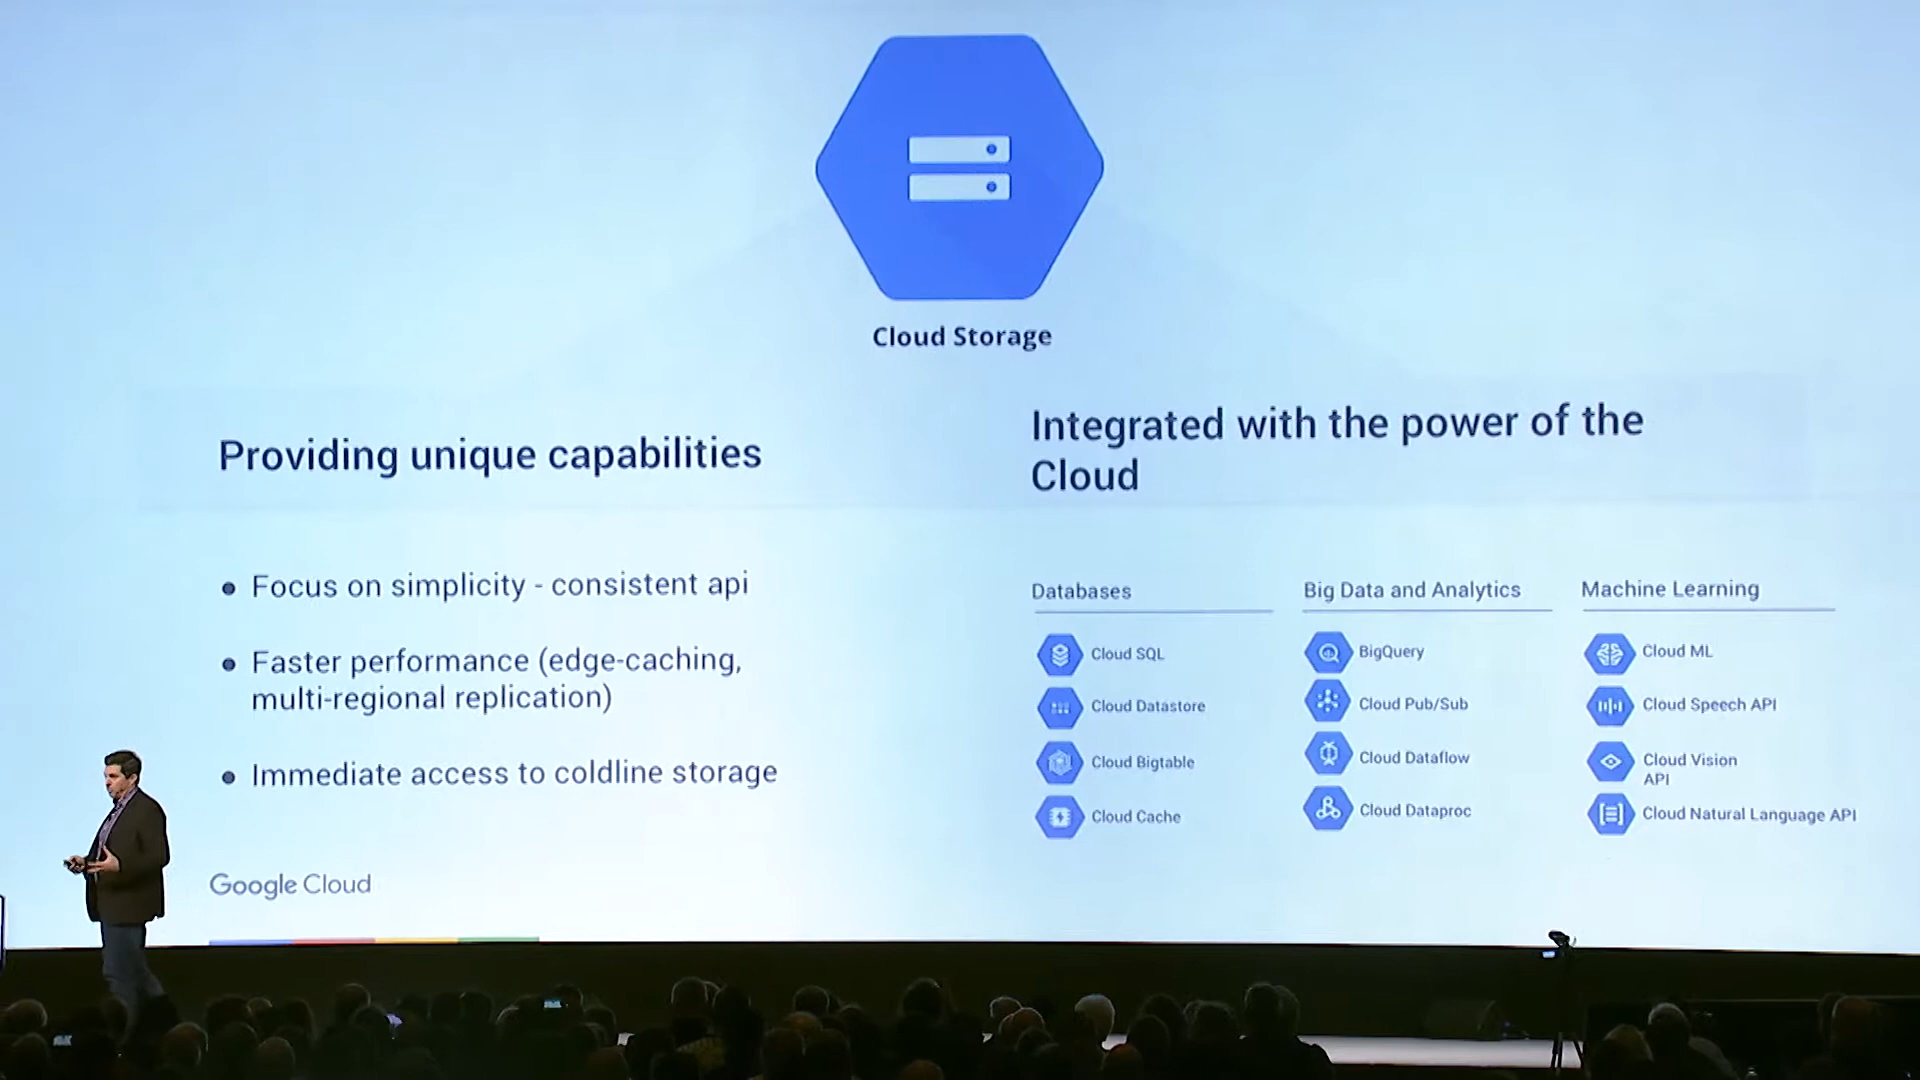 Cloud Storage
Providing unique capabilities
• Focus on simplicity - consistent api
• Faster performance (edge-caching,
multi-regional replication)
• Immediate access to coldline storage
Google Cloud
Integrated with the power of the
Cloud
Databases
Cloud SQL
Cloud Datastore
Cloud Bigtable
Cloud Cache
Big Data and Analytics
BigQuery
Cloud Pub/Sub
Cloud Dataflow
Cloud Dataproc
Machine Learning
Cloud ML
Cloud Speech API
Cloud Vision
API
Cloud Natural Language API